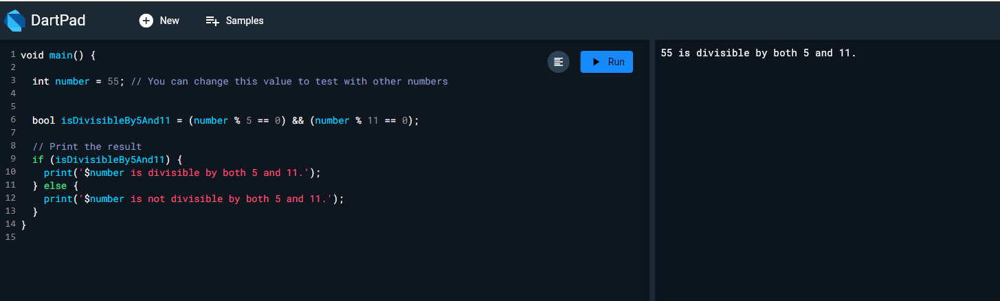 DartPad
New
Samples
Run
1 void main() {
2
3 int number = 55; // You can change this value to test with other numbers
4
5
6 bool isDivisibleBy5And11 = (number % 5 == 0) && (number % 11 == 0);
7
8 // Print the result
9 if (isDivisibleBy5And11) {
10 print('$number is divisible by both 5 and 11.');
11 } else {
12 print('$number is not divisible by both 5 and 11.');
13 }
14 }
15
55 is divisible by both 5 and 11.